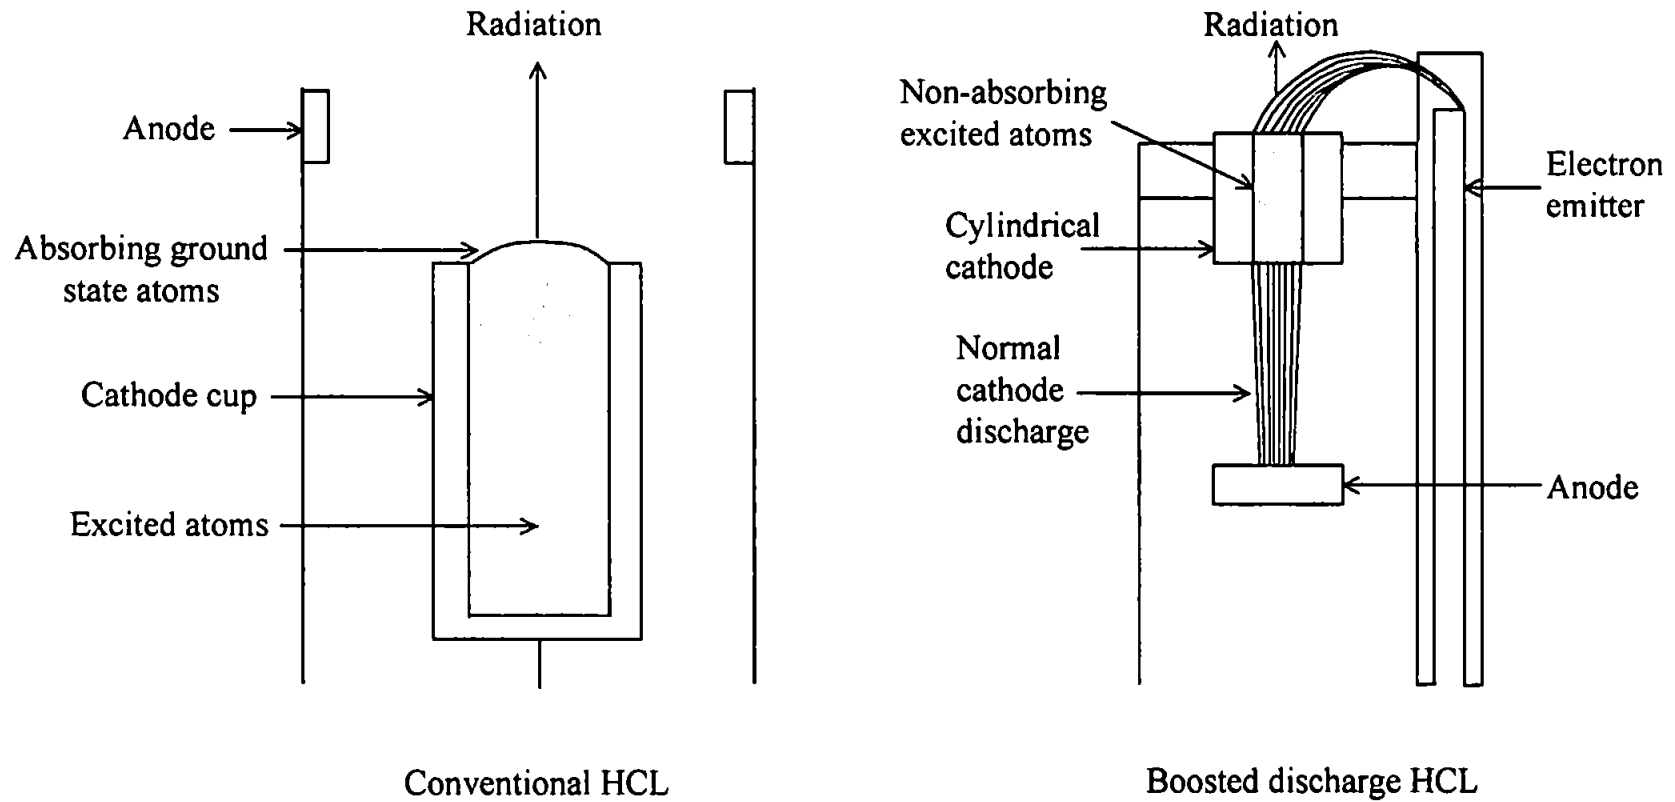 Radiation
Anode
Absorbing ground
state atoms
Cathode cup
Excited atoms
Conventional HCL
Radiation
Non-absorbing
excited atoms
Electron
emitter
Cylindrical
cathode
Normal
cathode
discharge
Anode
Boosted discharge HCL